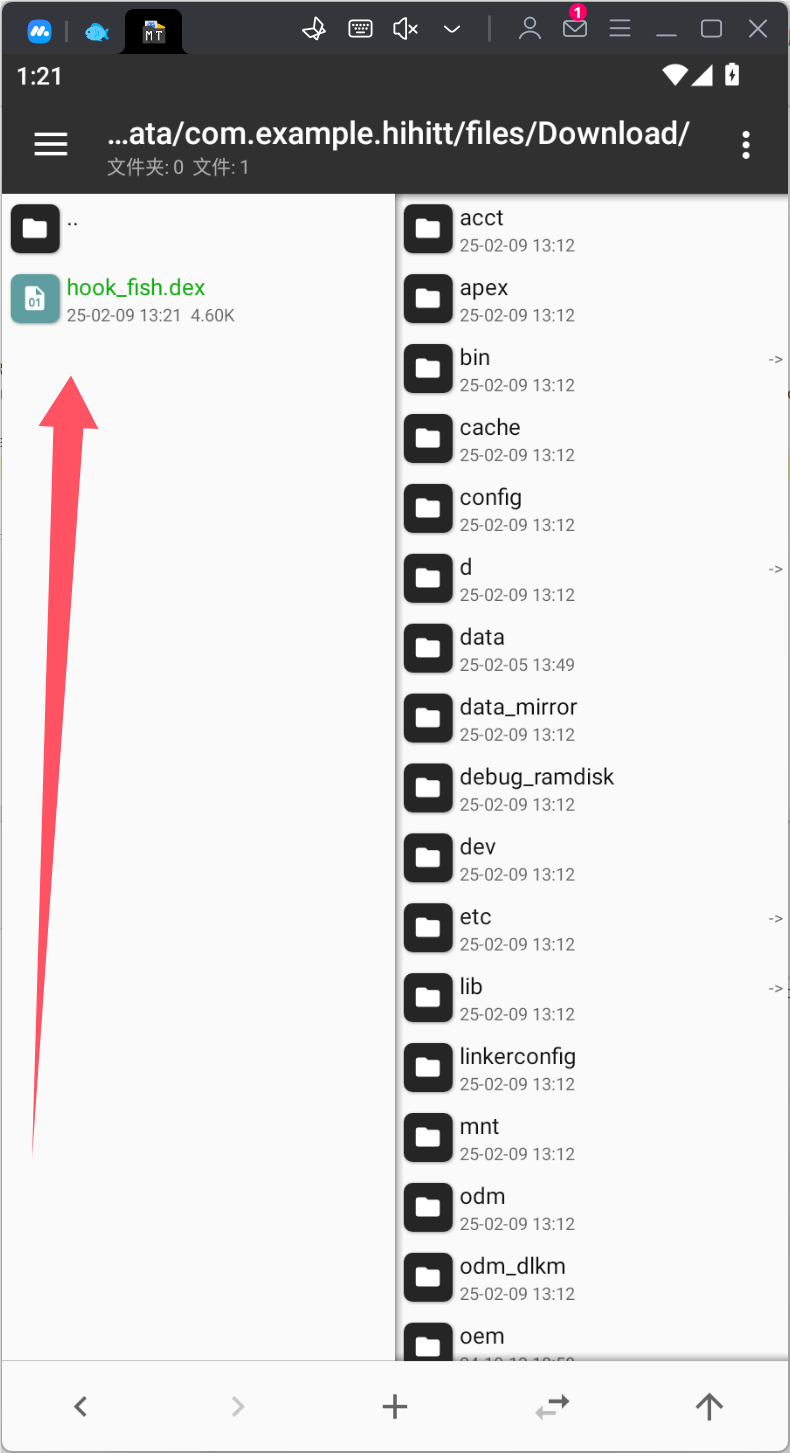 MT
1
1:21
...ata/com.example.hihitt/files/Download/
文件夹: 0 文件: 1
..
hook_fish.dex
25-02-09 13:21 4.60K
01
acct
25-02-09 13:12
apex
25-02-09 13:12
bin
->
25-02-09 13:12
cache
25-02-09 13:12
config
25-02-09 13:12
d
->
25-02-09 13:12
data
25-02-05 13:49
data_mirror
25-02-09 13:12
debug_ramdisk
25-02-09 13:12
dev
25-02-09 13:12
etc
->
25-02-09 13:12
lib
->
25-02-09 13:12
linkerconfig
25-02-09 13:12
mnt
25-02-09 13:12
odm
25-02-09 13:12
odm_dlkm
25-02-09 13:12
oem